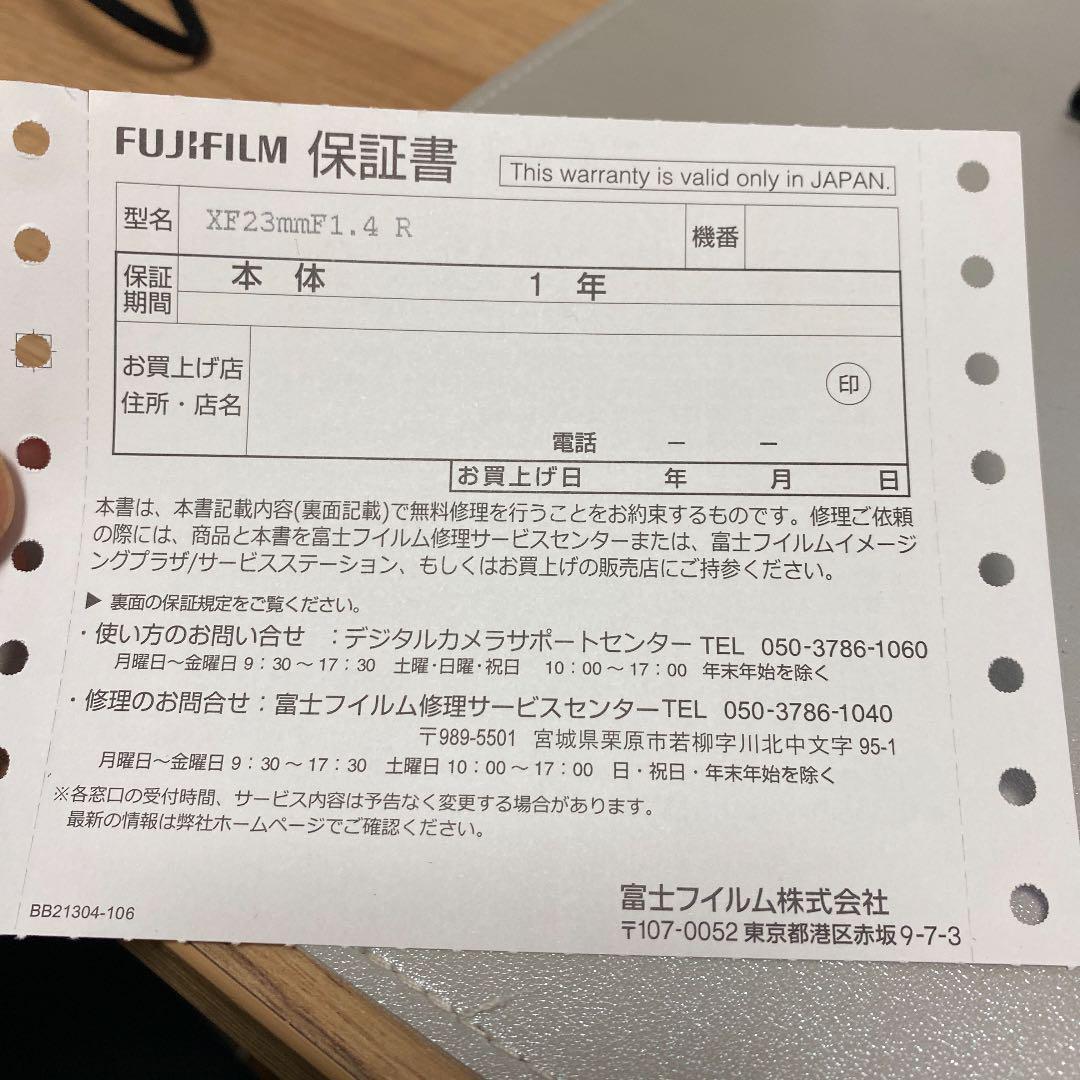 FUJIFILM 保証書 This warranty is valid only in JAPAN.
型名 XF23mmF1.4 R 機番
保証期間 本体 1年
お買上げ店
住所・店名 印
電話 － －
お買上げ日 年 月 日
本書は、本書記載内容(裏面記載)で無料修理を行うことをお約束するものです。修理ご依頼
の際には、商品と本書を富士フイルム修理サービスセンターまたは、富士フイルムイメージ
ングプラザ/サービスステーション、もしくはお買上げの販売店にご持参ください。
▶ 裏面の保証規定をご覧ください。
・使い方のお問い合せ ：デジタルカメラサポートセンター TEL 050-3786-1060
月曜日～金曜日 9：30～17：30 土曜・日曜・祝日 10：00～17：00 年末年始を除く
・修理のお問合せ：富士フイルム修理サービスセンターTEL 050-3786-1040
〒989-5501 宮城県栗原市若柳字川北中文字 95-1
月曜日～金曜日 9：30～17：30 土曜日 10：00～17：00 日・祝日・年末年始を除く
※各窓口の受付時間、サービス内容は予告なく変更する場合があります。
最新の情報は弊社ホームページでご確認ください。
富士フイルム株式会社
BB21304-106
〒107-0052 東京都港区赤坂 9-7-3